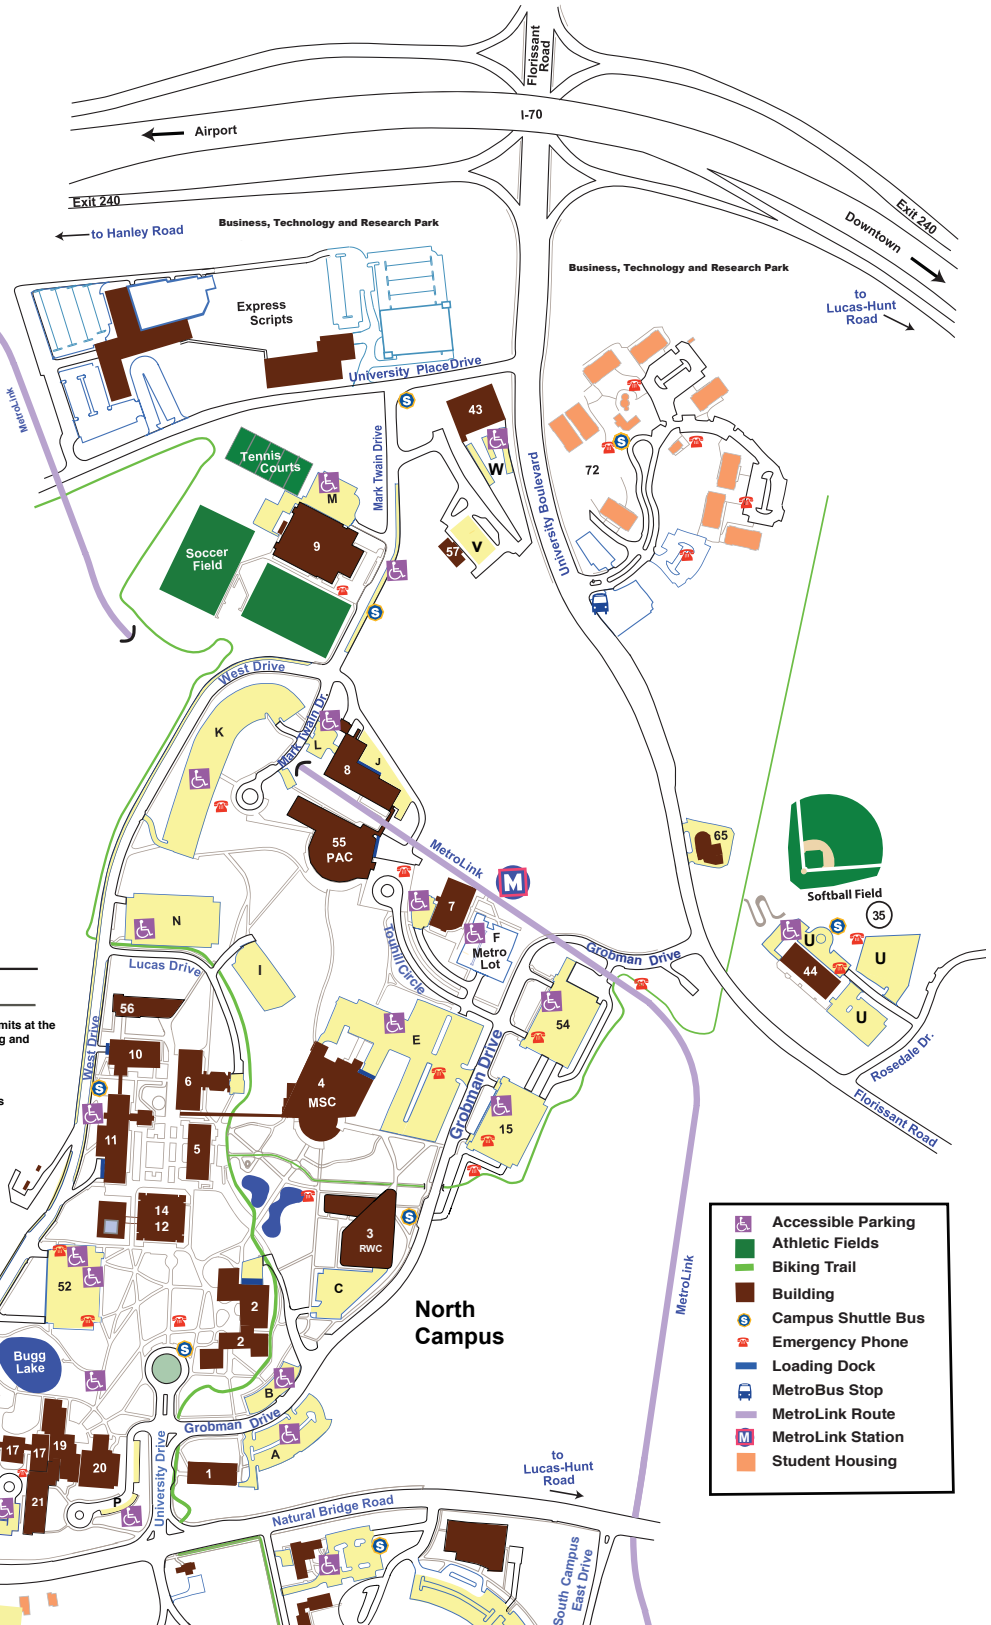 Florissant
Road
I-70
Airport
Exit 240
Exit 240
Downtown
to Hanley Road
Business, Technology and Research Park
Business, Technology and Research Park
to
Lucas-Hunt
Road
Express
Scripts
University Place Drive
MetroLink
43
W
Mark Twain Drive
Tennis
Courts
M
9
Soccer
Field
57
V
University Boulevard
72
S
S
S
West Drive
K
Mark Twain Dr.
L
J
8
55
PAC
MetroLink
M
7
65
Softball Field
35
N
Lucas Drive
I
Touhill Circle
F
Metro
Lot
Grobman Drive
U
S
44
U
U
Rosedale Dr.
Florissant Road
56
West Drive
10
6
4
MSC
E
54
Grobman Drive
15
S
11
5
14
12
3
RWC
S
52
C
2
2
S
Bugg
Lake
North
Campus
MetroLink
B
Grobman Drive
A
17
17
19
20
21
1
P
University Drive
Natural Bridge Road
to
Lucas-Hunt
Road
S
South Campus
East Drive
mits at the
g and
s
Accessible Parking
Athletic Fields
Biking Trail
Building
S Campus Shuttle Bus
Emergency Phone
Loading Dock
MetroBus Stop
MetroLink Route
M MetroLink Station
Student Housing